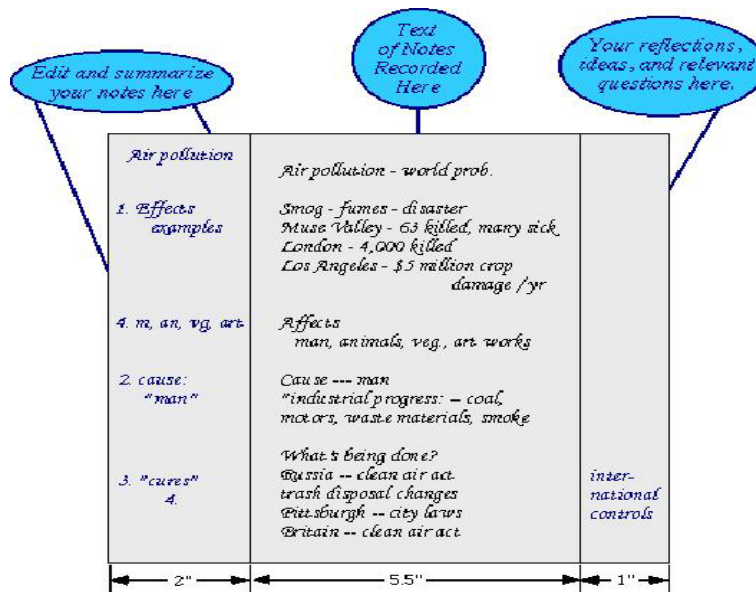 Edit and summarize
your notes here
Text
of Notes
Recorded
Here
Your reflections,
ideas, and relevant
questions here.
Air pollution
1. Effects
examples
4. m, an, vg, art
2. cause:
"man"
3. "cures"
4.
Air pollution - world prob.
Smog - fumes - disaster
Muse Valley - 63 killed, many sick
London - 4,000 killed
Los Angeles - $5 million crop
damage /yr
Affects
man, animals, veg., art works
Cause --- man
"industrial progress: -- coal,
motors, waste materials, smoke
What's being done?
Russia -- clean air act
trash disposal changes
Pittsburgh -- city laws
Britain -- clean air act
inter-
national
controls
2"
5.5"
1"